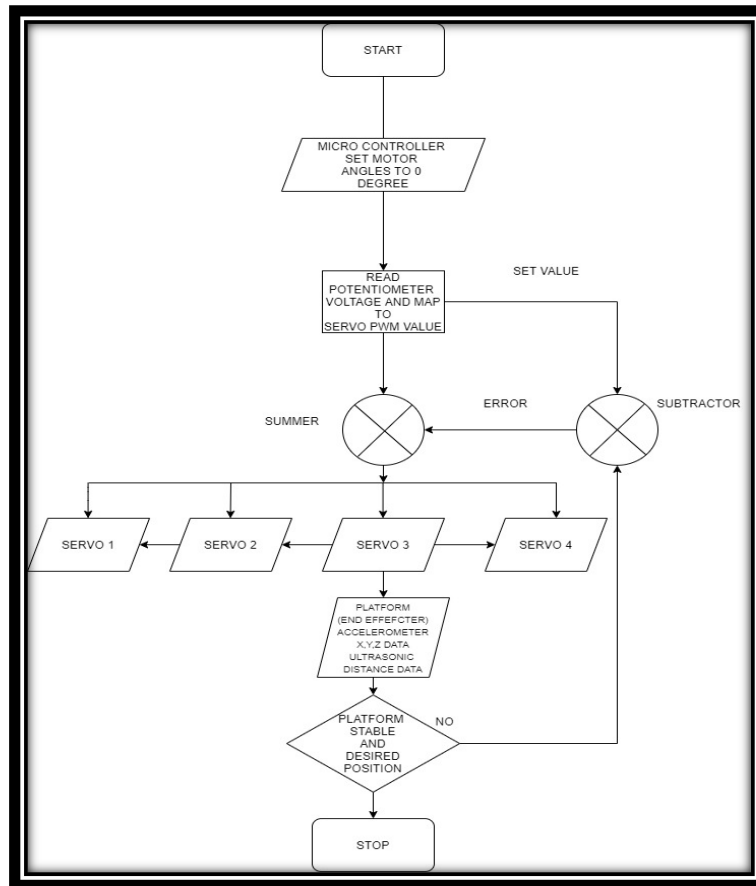 START
MICRO CONTROLLER
SET MOTOR
ANGLES TO 0
DEGREE
SET VALUE
READ
POTENTIOMETER
VOLTAGE AND MAP
TO
SERVO PWM VALUE
SUMMER
ERROR
SUBTRACTOR
SERVO 1
SERVO 2
SERVO 3
SERVO 4
PLATFORM
(END EFFEFCTER)
ACCELEROMETER
X,Y,Z DATA
ULTRASONIC
DISTANCE DATA
NO
PLATFORM
STABLE
AND
DESIRED
POSITION
STOP